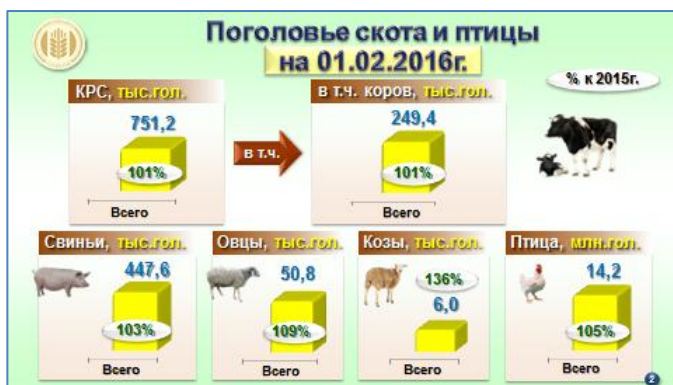 Поголовье скота и птицы
на 01.02.2016г.
% к 2015г.
КРС, тыс.гол.
751,2
101%
Всего
в т.ч.
в т.ч. коров, тыс.гол.
249,4
101%
Всего
Свиньи, тыс.гол.
447,6
103%
Всего
Овцы, тыс.гол.
50,8
109%
Всего
Козы, тыс.гол.
136%
6,0
Всего
Птица, млн.гол.
14,2
105%
Всего
2